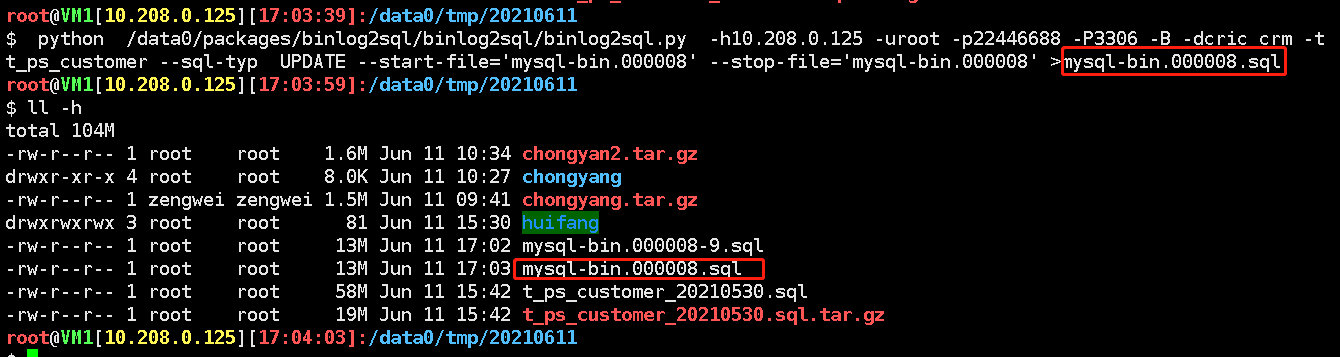 root@VM1[10.208.0.125][17:03:39]:/data0/tmp/20210611
$  python  /data0/packages/binlog2sql/binlog2sql/binlog2sql.py  -h10.208.0.125 -uroot -p22446688 -P3306 -B -dcric_crm -t
t_ps_customer --sql-typ  UPDATE --start-file='mysql-bin.000008' --stop-file='mysql-bin.000008' >mysql-bin.000008.sql
root@VM1[10.208.0.125][17:03:59]:/data0/tmp/20210611
$ ll -h
total 104M
-rw-r--r-- 1 root    root    1.6M Jun 11 10:34 chongyan2.tar.gz
drwxr-xr-x 4 root    root    8.0K Jun 11 10:27 chongyang
-rw-r--r-- 1 zengwei zengwei 1.5M Jun 11 09:41 chongyang.tar.gz
drwxrwxrwx 3 root    root      81 Jun 11 15:30 huifang
-rw-r--r-- 1 root    root     13M Jun 11 17:02 mysql-bin.000008-9.sql
-rw-r--r-- 1 root    root     13M Jun 11 17:03 mysql-bin.000008.sql
-rw-r--r-- 1 root    root     58M Jun 11 15:42 t_ps_customer_20210530.sql
-rw-r--r-- 1 root    root     19M Jun 11 15:42 t_ps_customer_20210530.sql.tar.gz
root@VM1[10.208.0.125][17:04:03]:/data0/tmp/20210611
$